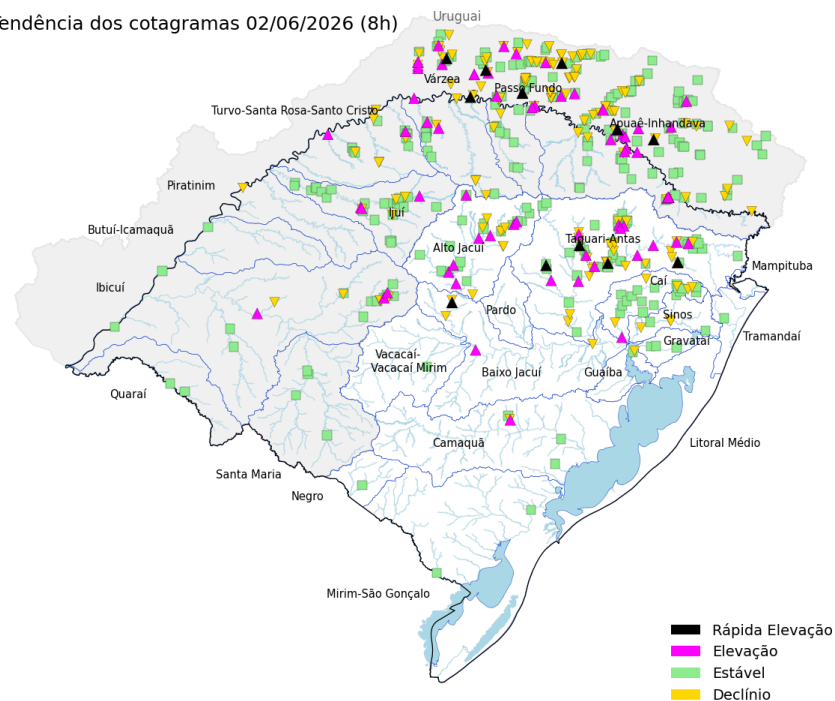 endência dos cotagramas 02/06/2026 (8h)
Uruguai
Várzea
Passo Fundo
Turvo-Santa Rosa-Santo Cristo
Apuaê-Inhandava
Piratinim
Ijuí
Butuí-Icamaquã
Alto Jacuí
Taquari-Antas
Mampituba
Ibicuí
Caí
Pardo
Sinos
Tramandaí
Gravataí
Vacacaí-
Vacacaí Mirim
Baixo Jacuí
Guaíba
Quaraí
Camaquã
Litoral Médio
Santa Maria
Negro
Mirim-São Gonçalo
Rápida Elevação
Elevação
Estável
Declínio